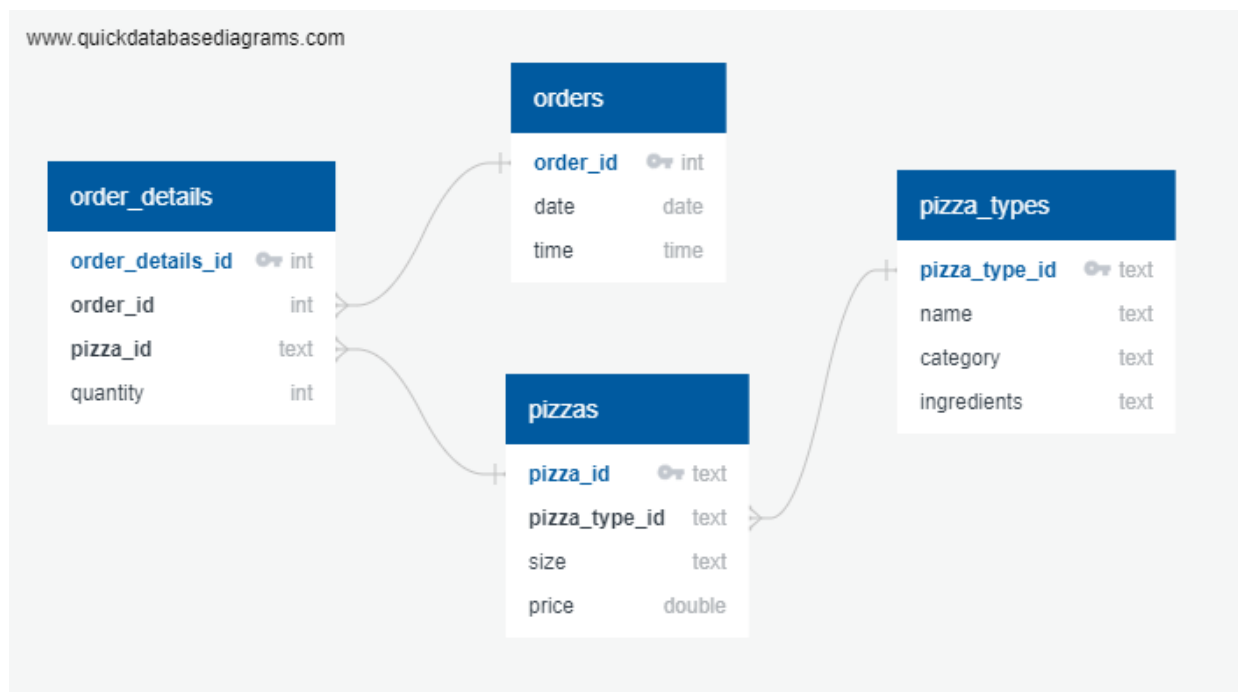 www.quickdatabasediagrams.com
order_details
order_details_id int
order_id int
pizza_id text
quantity int
orders
order_id int
date date
time time
pizzas
pizza_id text
pizza_type_id text
size text
price double
pizza_types
pizza_type_id text
name text
category text
ingredients text